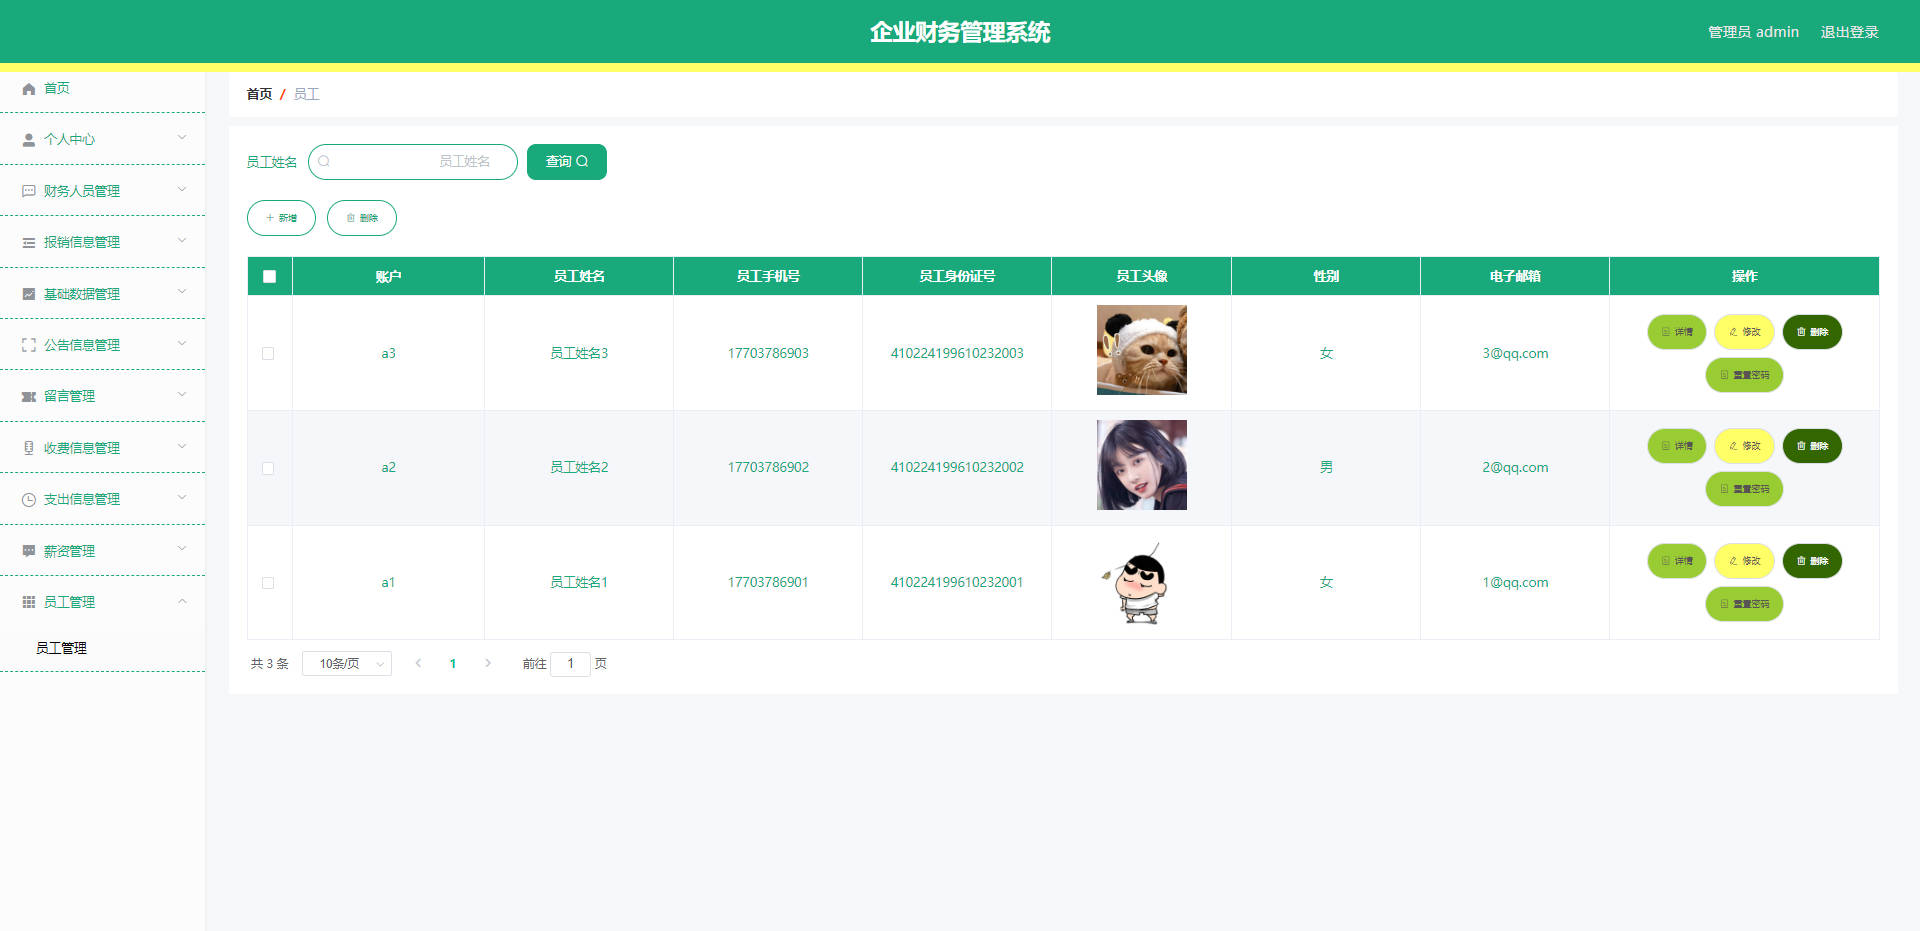 企业财务管理系统
管理员 admin 退出登录
首页
个人中心
财务人员管理
报销信息管理
基础数据管理
公告信息管理
留言管理
收费信息管理
支出信息管理
薪资管理
员工管理
员工管理
首页 / 员工
员工姓名 员工姓名 查询
新增 删除
账户 员工姓名 员工手机号 员工身份证号 员工头像 性别 电子邮箱 操作
a3 员工姓名3 17703786903 410224199610232003 女 3@qq.com 详情 修改 删除
重置密码
a2 员工姓名2 17703786902 410224199610232002 男 2@qq.com 详情 修改 删除
重置密码
a1 员工姓名1 17703786901 410224199610232001 女 1@qq.com 详情 修改 删除
重置密码
共 3 条 10条/页 1 前往 1 页